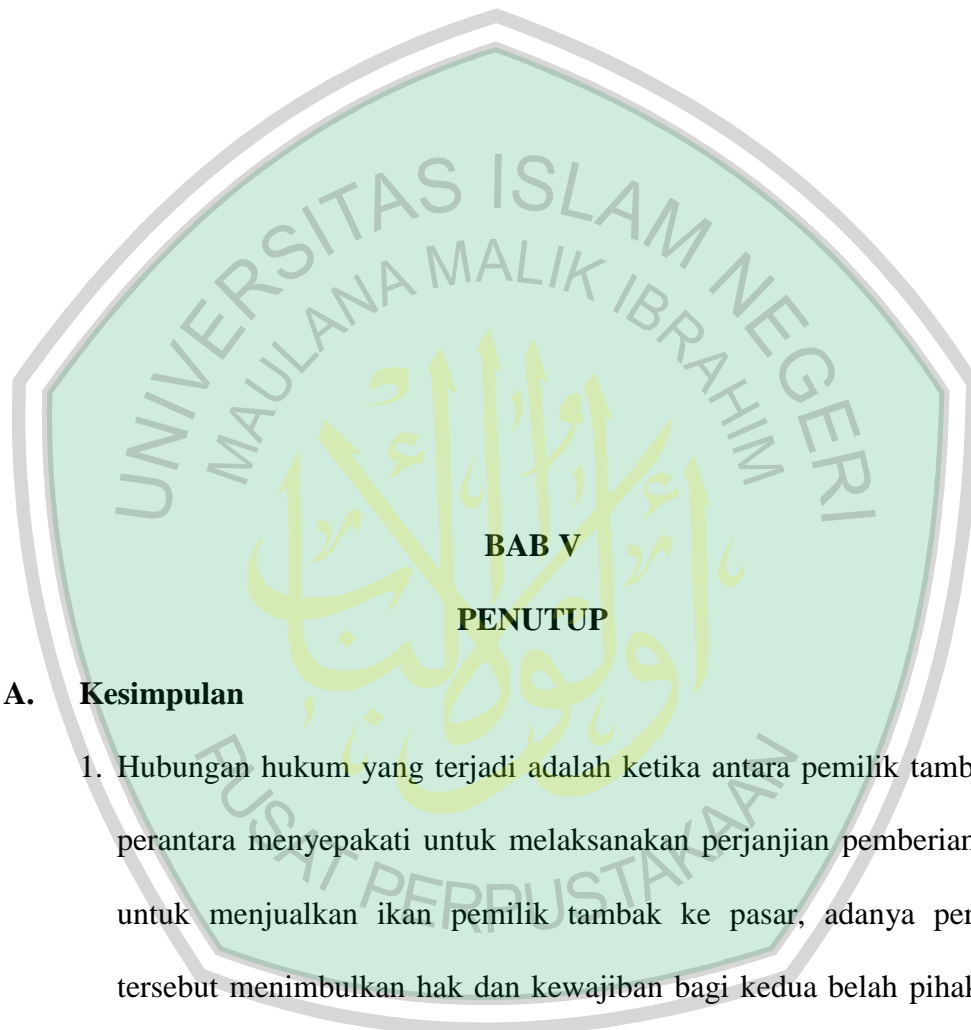 UNIVERSITAS ISLAM NEGERI
MAULANA MALIK IBRAHIM
BAB V
PENUTUP
A. Kesimpulan
1. Hubungan hukum yang terjadi adalah ketika antara pemilik
perantara menyepakati untuk melaksanakan perjanjian pemberian
untuk menjualkan ikan pemilik tambak ke pasar, adanya
tersebut menimbulkan hak dan kewajiban bagi kedua belah pihak
PUSAT PERPUSTAKAAN